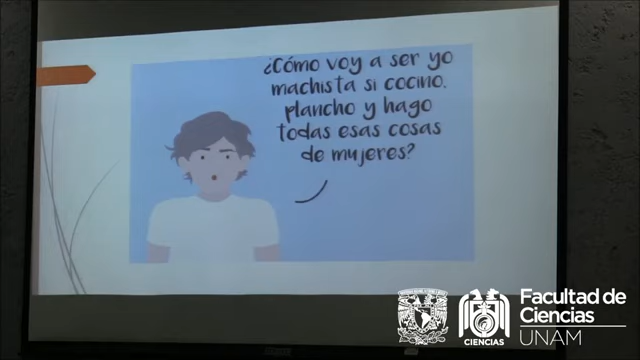 ¿Cómo voy a ser yo
machista si cocino,
plancho y hago
todas esas cosas
de mujeres?
CIENCIAS
Facultad de
Ciencias
UNAM